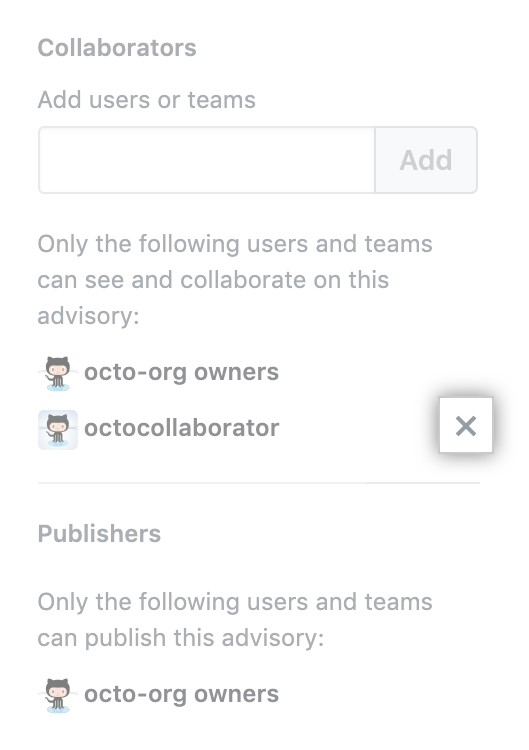 Collaborators
Add users or teams
Add
Only the following users and teams
can see and collaborate on this
advisory:
octo-org owners
octocollaborator
Publishers
Only the following users and teams
can publish this advisory:
octo-org owners